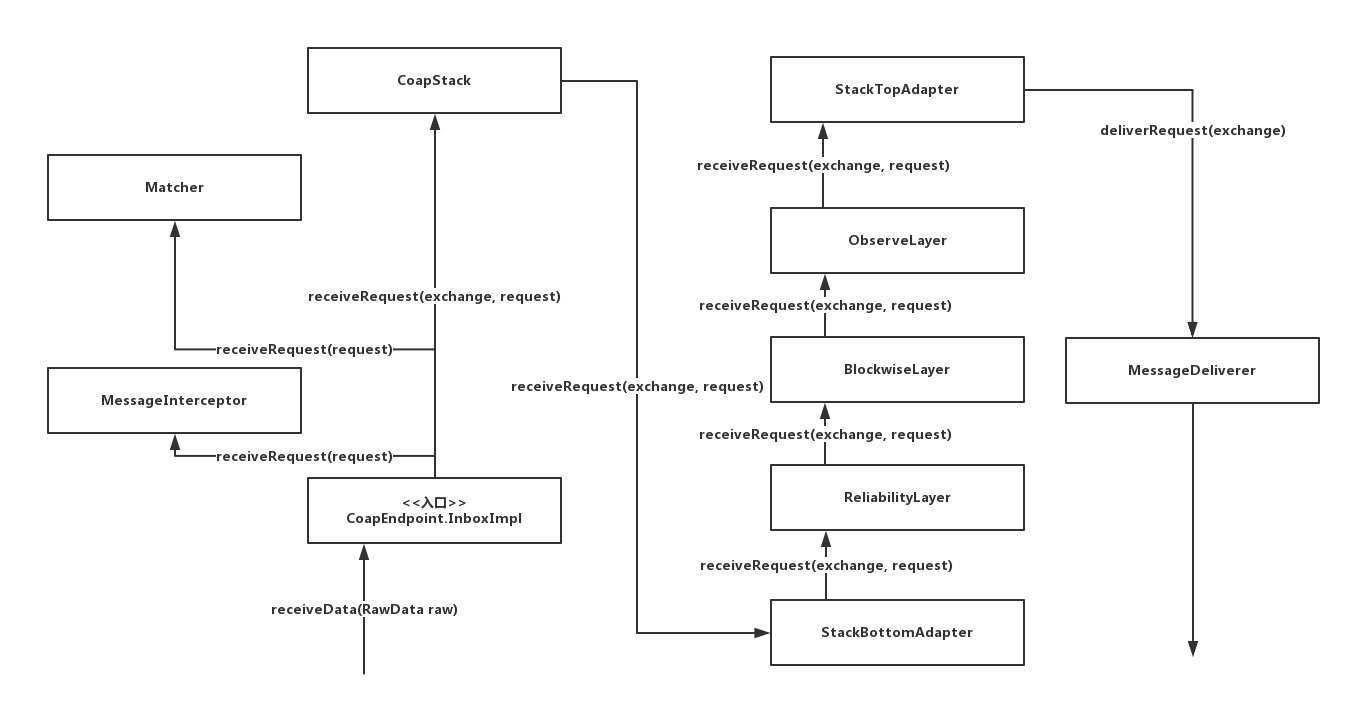 CoapStack
Matcher
receiveRequest(exchange, request)
receiveRequest(request)
MessageInterceptor
receiveRequest(request)
<<入口>>
CoapEndpoint.InboxImpl
receiveData(RawData raw)
receiveRequest(exchange, request)
StackTopAdapter
receiveRequest(exchange, request)
ObserveLayer
receiveRequest(exchange, request)
BlockwiseLayer
receiveRequest(exchange, request)
ReliabilityLayer
receiveRequest(exchange, request)
StackBottomAdapter
deliverRequest(exchange)
MessageDeliverer